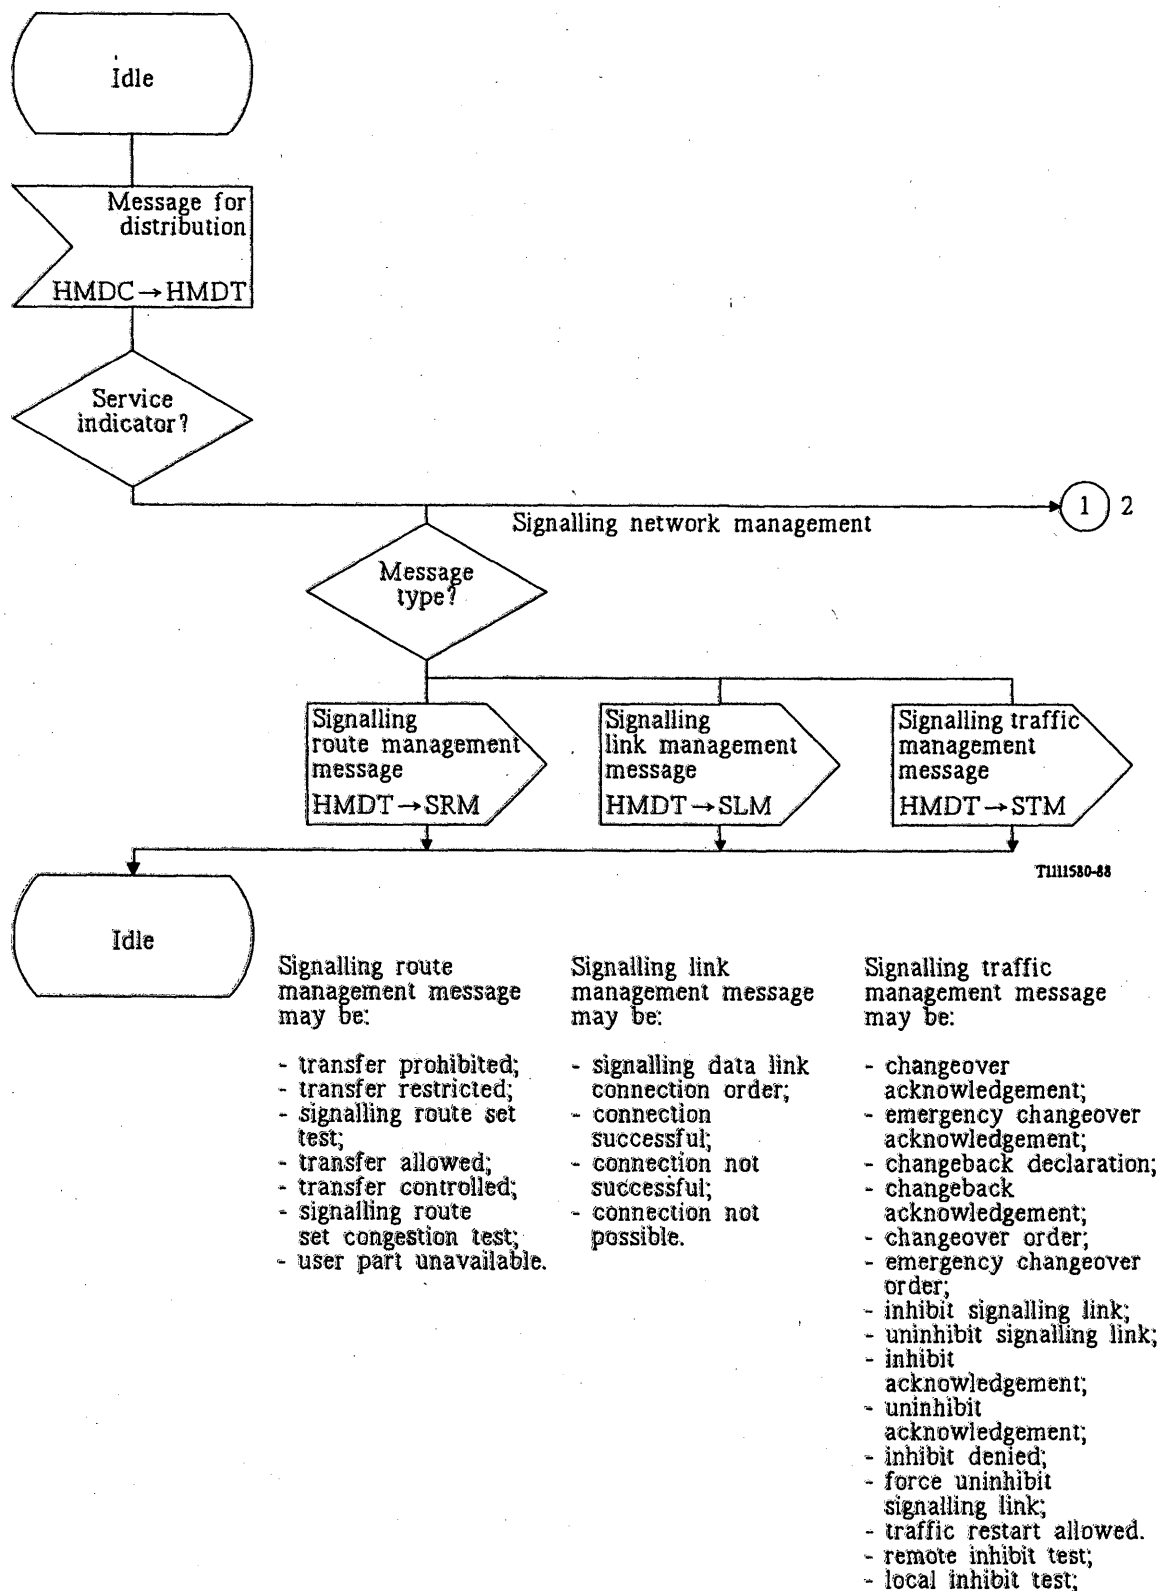 Idle
Message for
distribution
HMDC→HMDT
Service
indicator?
1 2
Signalling network management
Message
type?
Signalling
route management
message
HMDT→SRM
Signalling
link management
message
HMDT→SLM
Signalling traffic
management
message
HMDT→STM
T1111580-88
Idle
Signalling route
management message
may be:
- transfer prohibited;
- transfer restricted;
- signalling route set
test;
- transfer allowed;
- transfer controlled;
- signalling route
set congestion test;
- user part unavailable.
Signalling link
management message
may be:
- signalling data link
connection order;
- connection
successful;
- connection not
successful;
- connection not
possible.
Signalling traffic
management message
may be:
- changeover
acknowledgement;
- emergency changeover
acknowledgement;
- changeback declaration;
- changeback
acknowledgement;
- changeover order;
- emergency changeover
order;
- inhibit signalling link;
- uninhibit signalling link;
- inhibit
acknowledgement;
- uninhibit
acknowledgement;
- inhibit denied;
- force uninhibit
signalling link;
- traffic restart allowed.
- remote inhibit test;
- local inhibit test;